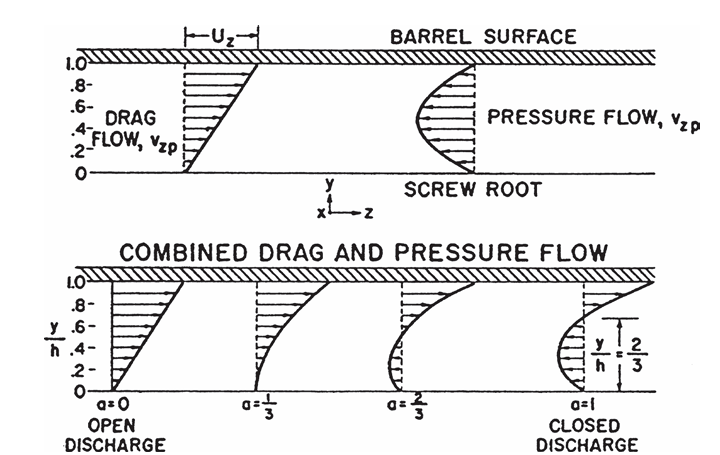 U_z
BARREL SURFACE
1.0
.8
.6
.4
.2
0
DRAG
FLOW, v_zp
PRESSURE FLOW, v_zp
SCREW ROOT
y
x z
COMBINED DRAG AND PRESSURE FLOW
1.0
.8
.6
.4
.2
0
y/h
y/h = 2/3
a=0
a=1/3
a=2/3
a=1
OPEN
DISCHARGE
CLOSED
DISCHARGE